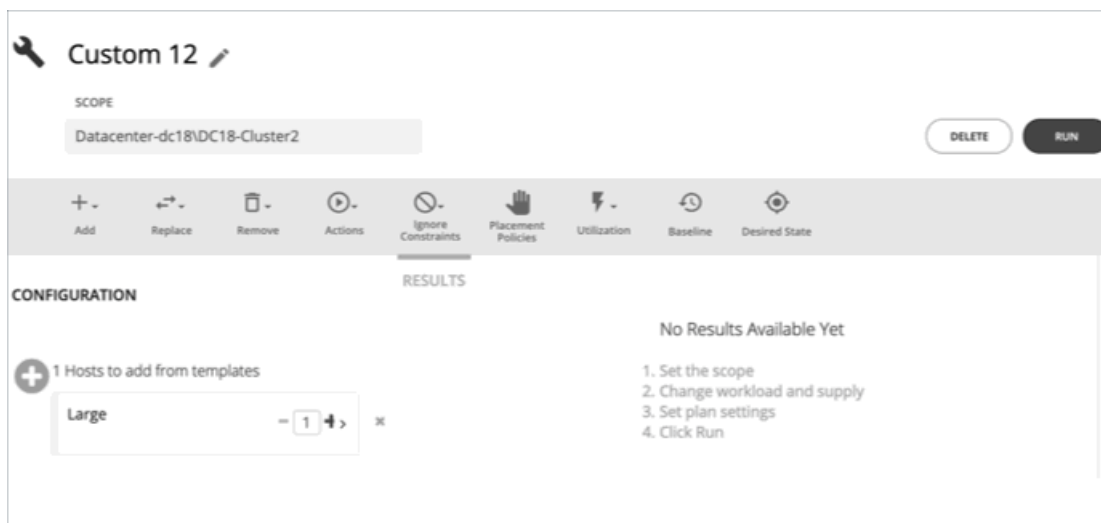 Custom 12
SCOPE
Datacenter-dc18\DC18-Cluster2
DELETE
RUN
Add
Replace
Remove
Actions
Ignore
Constraints
Placement
Policies
Utilization
Baseline
Desired State
RESULTS
CONFIGURATION
No Results Available Yet
1 Hosts to add from templates
Large
1
1. Set the scope
2. Change workload and supply
3. Set plan settings
4. Click Run